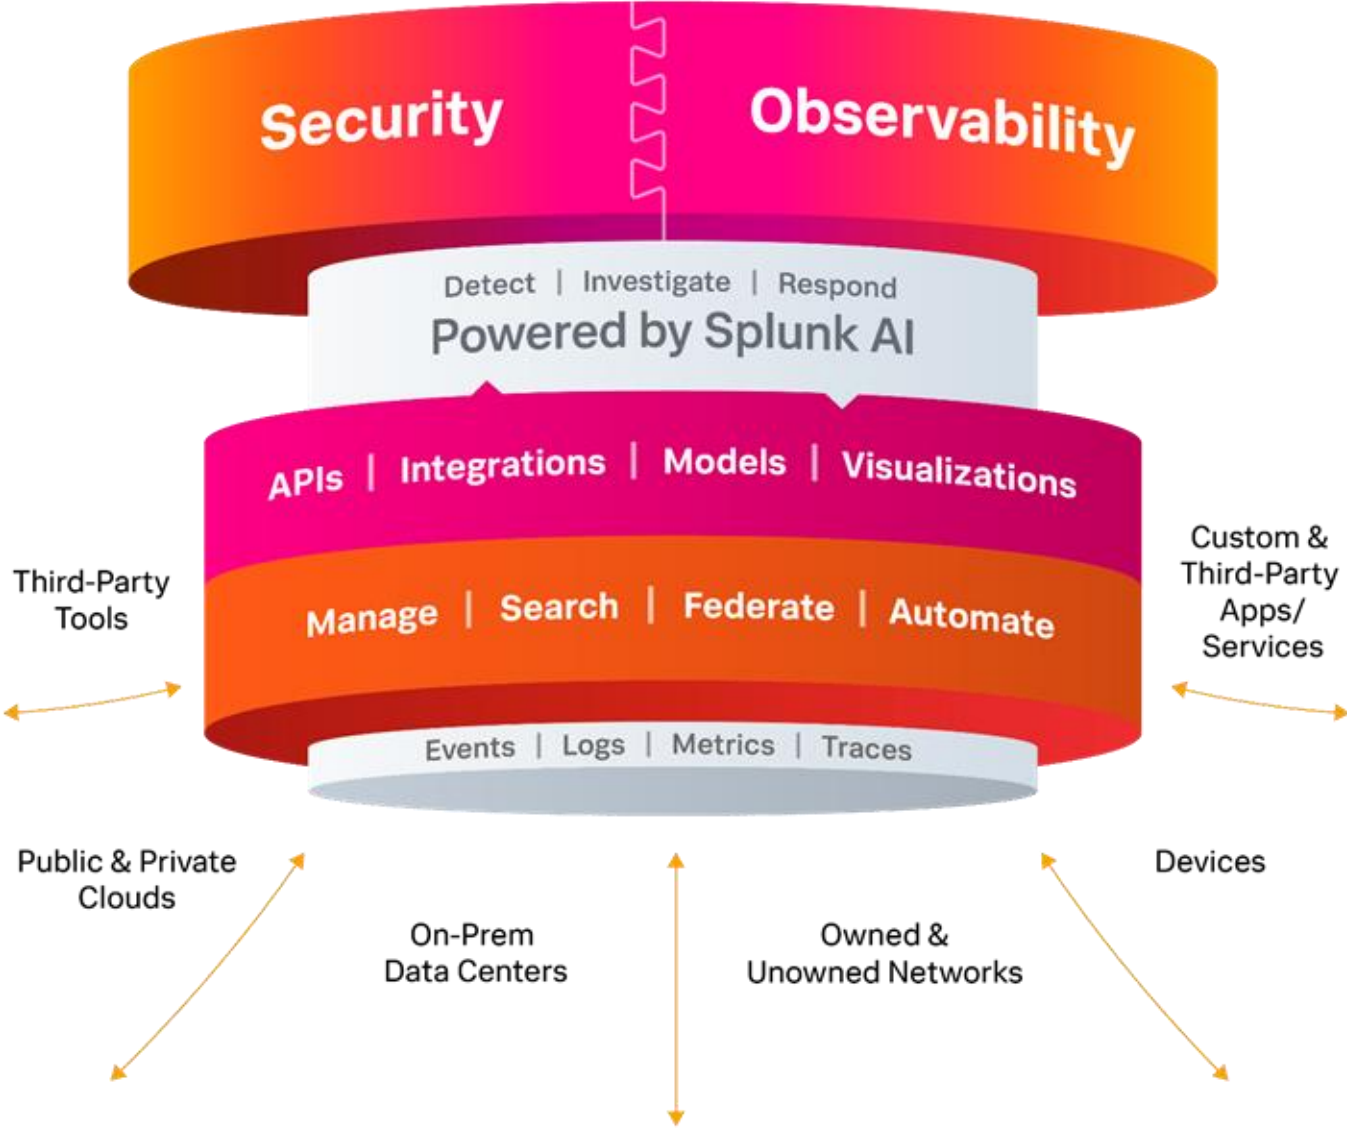 Security
Observability
Detect | Investigate | Respond
Powered by Splunk AI
APIs | Integrations | Models | Visualizations
Manage | Search | Federate | Automate
Events | Logs | Metrics | Traces
Third-Party
Tools
Custom &
Third-Party
Apps/
Services
Public & Private
Clouds
On-Prem
Data Centers
Owned &
Unowned Networks
Devices